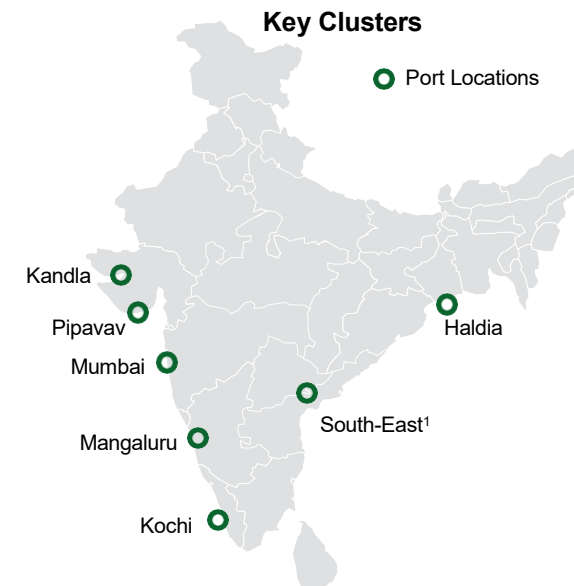 Key Clusters
Port Locations
Kandla
Pipavav
Haldia
Mumbai
South-East¹
Mangaluru
Kochi